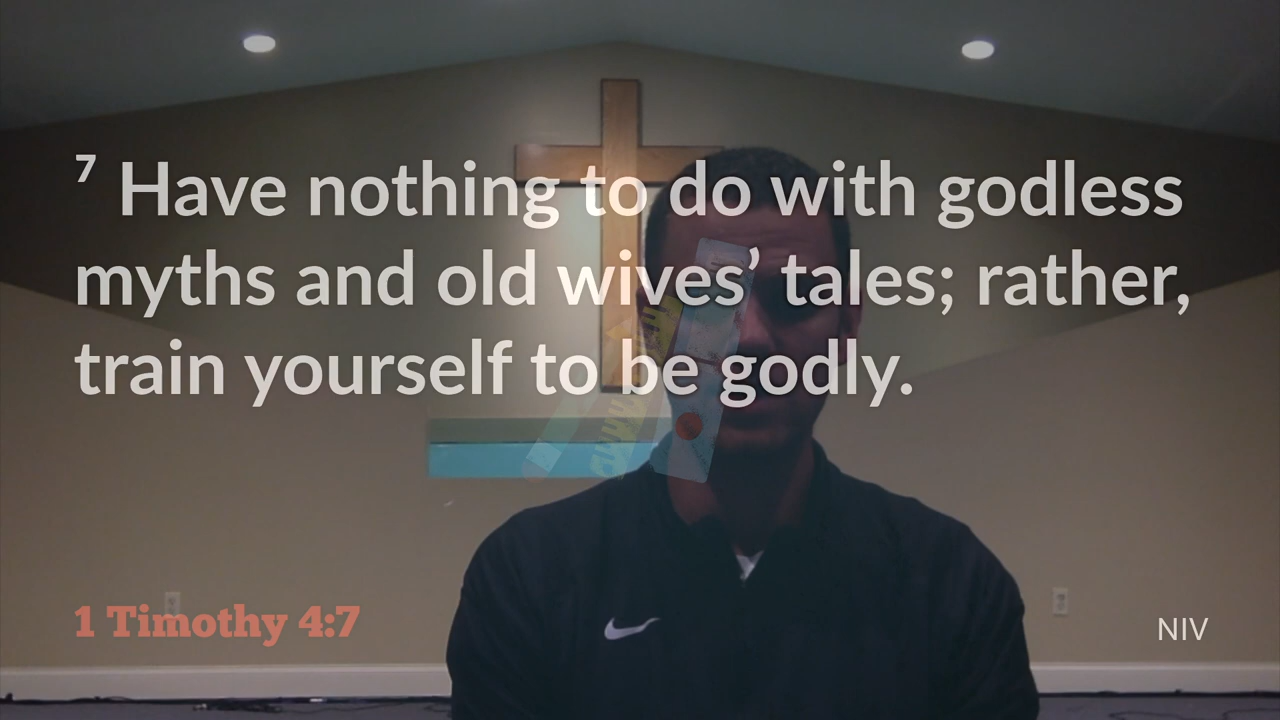 ⁷ Have nothing to do with godless
myths and old wives’ tales; rather,
train yourself to be godly.
1 Timothy 4:7
NIV